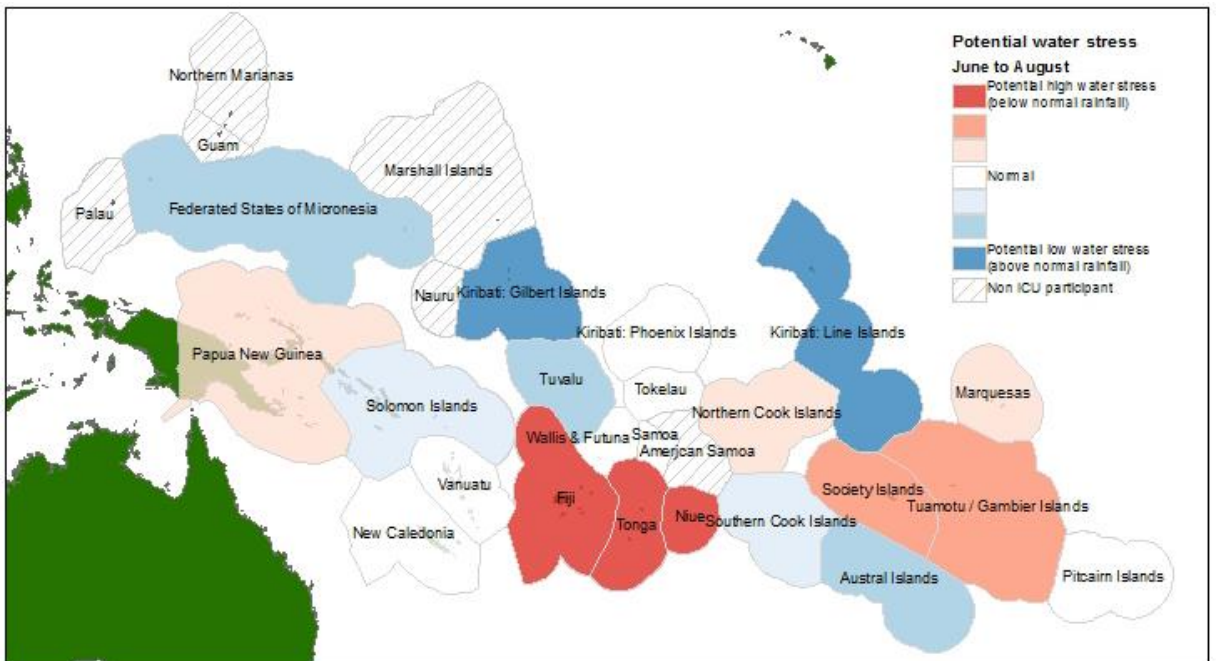 Potential water stress
June to August
Potential high water stress
(below normal rainfall)
Normal
Potential low water stress
(above normal rainfall)
Non ICU participant
Northern Marianas
Guam
Marshall Islands
Palau
Federated States of Micronesia
Nauru
Kiribati: Gilbert Islands
Kiribati: Phoenix Islands
Kiribati: Line Islands
Papua New Guinea
Tuvalu
Tokelau
Marquesas
Solomon Islands
Northern Cook Islands
Wallis & Futuna
Samoa
American Samoa
Vanuatu
Fiji
Society Islands
Tuamotu / Gambier Islands
New Caledonia
Tonga
Niue
Southern Cook Islands
Austral Islands
Pitcairn Islands